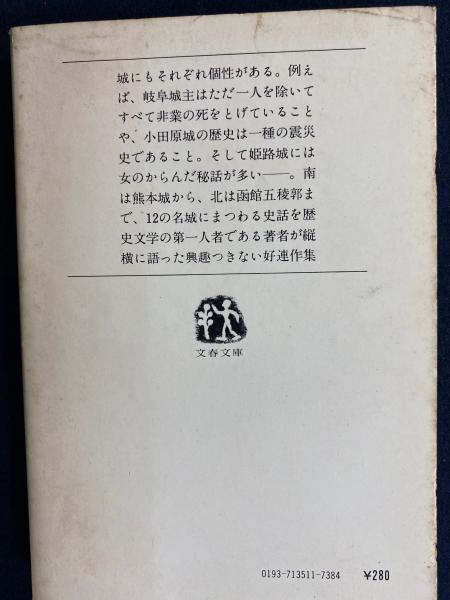 城にもそれぞれ個性がある。例え
ば、岐阜城主はただ一人を除いて
すべて非業の死をとげていること
や、小田原城の歴史は一種の震災
史であること。そして姫路城には
女のからんだ秘話が多い——。南
は熊本城から、北は函館五稜郭ま
で、12の名城にまつわる史話を歴
史文学の第一人者である著者が縦
横に語った興趣つきない好連作集
文春文庫
0193-713511-7384 ￥280